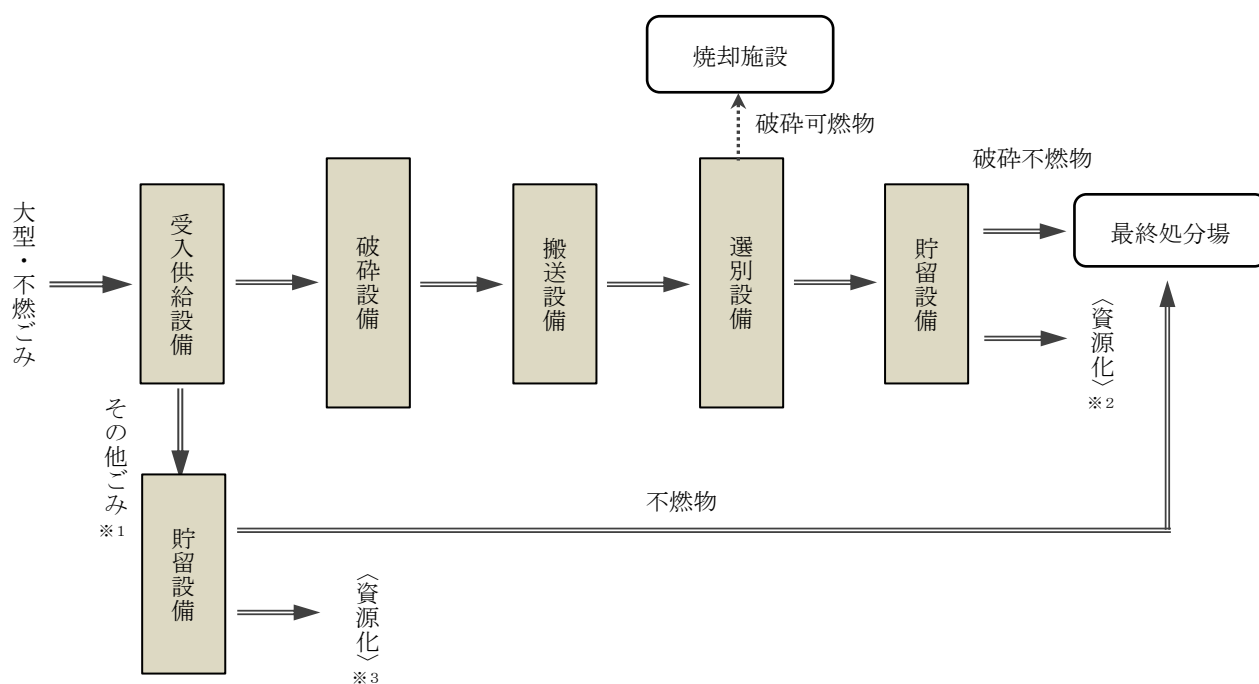 焼却施設
破砕可燃物
破砕不燃物
大型・不燃ごみ
受入供給設備
破砕設備
搬送設備
選別設備
貯留設備
最終処分場
〈資源化〉
※2
その他ごみ
※1
貯留設備
不燃物
〈資源化〉
※3